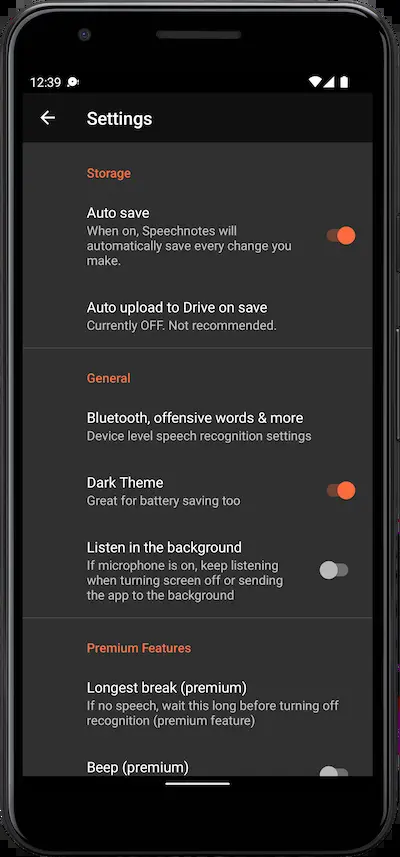 12:39
Settings
Storage
Auto save
When on, Speechnotes will
automatically save every change you
make.
Auto upload to Drive on save
Currently OFF. Not recommended.
General
Bluetooth, offensive words & more
Device level speech recognition settings
Dark Theme
Great for battery saving too
Listen in the background
If microphone is on, keep listening
when turning screen off or sending
the app to the background
Premium Features
Longest break (premium)
If no speech, wait this long before turning off
recognition (premium feature)
Beep (premium)